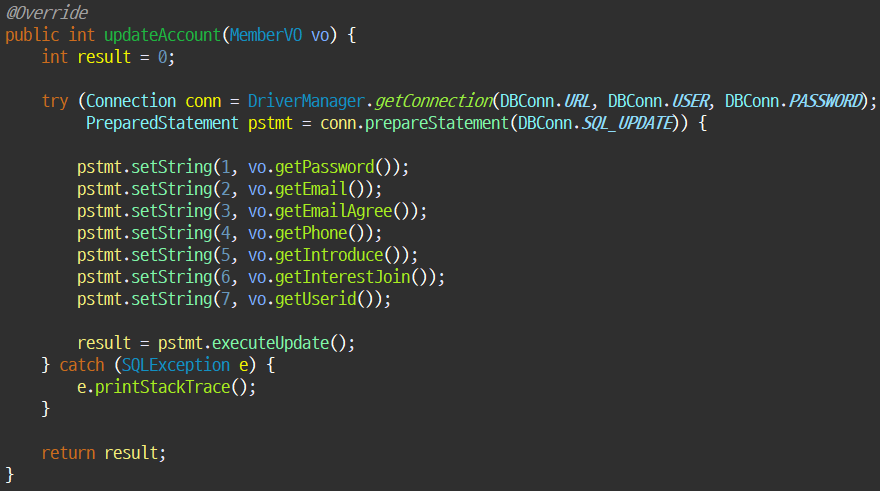 @Override
public int updateAccount(MemberVO vo) {
    int result = 0;

    try (Connection conn = DriverManager.getConnection(DBConn.URL, DBConn.USER, DBConn.PASSWORD);
         PreparedStatement pstmt = conn.prepareStatement(DBConn.SQL_UPDATE)) {

        pstmt.setString(1, vo.getPassword());
        pstmt.setString(2, vo.getEmail());
        pstmt.setString(3, vo.getEmailAgree());
        pstmt.setString(4, vo.getPhone());
        pstmt.setString(5, vo.getIntroduce());
        pstmt.setString(6, vo.getInterestJoin());
        pstmt.setString(7, vo.getUserid());

        result = pstmt.executeUpdate();
    } catch (SQLException e) {
        e.printStackTrace();
    }

    return result;
}